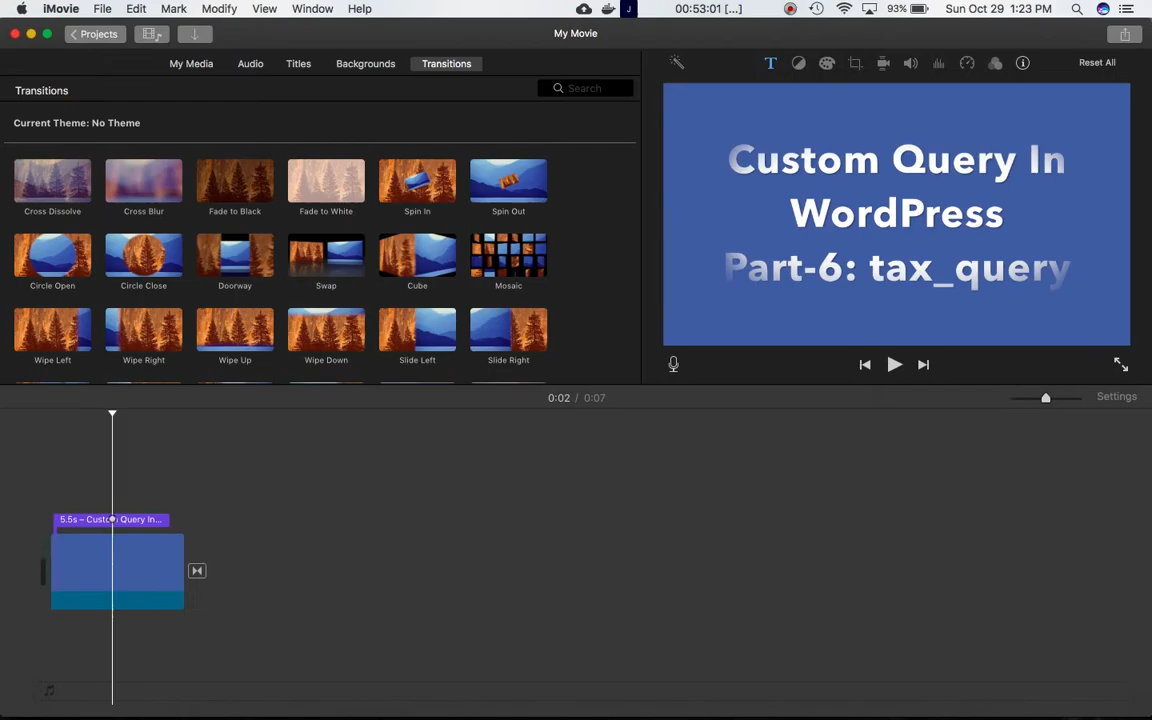 iMovie File Edit Mark Modify View Window Help J 00:53:01 [...] 93% Sun Oct 29 1:23 PM
Projects My Movie
My Media Audio Titles Backgrounds Transitions T Reset All
Transitions Search
Current Theme: No Theme
Cross Dissolve Cross Blur Fade to Black Fade to White Spin In Spin Out
Circle Open Circle Close Doorway Swap Cube Mosaic
Wipe Left Wipe Right Wipe Up Wipe Down Slide Left Slide Right
Custom Query In
WordPress
Part-6: tax_query
0:02 / 0:07 Settings
5.5s – Custom Query In...